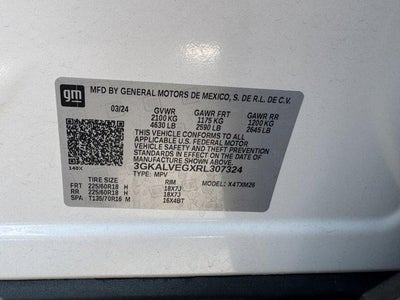 gm
MFD BY GENERAL MOTORS DE MEXICO, S. DE R.L. DE C.V.
03/24 GVWR GAWR FRT GAWR RR
2100 KG 1175 KG 1200 KG
4630 LB 2590 LB 2645 LB
THIS VEHICLE CONFORMS TO ALL APPLICABLE
U.S. FEDERAL MOTOR VEHICLE SAFETY, BUMPER,
AND THEFT PREVENTION STANDARDS IN EFFECT
ON THE DATE OF MANUFACTURE SHOWN ABOVE.
3GKALVEGXRL307324
140X TYPE: MPV MODEL: X4TXM26
RIM
FRT 225/60R18 H 18X7J
RR 225/60R18 H 18X7J
SPA T135/70R16 M 16X4BT